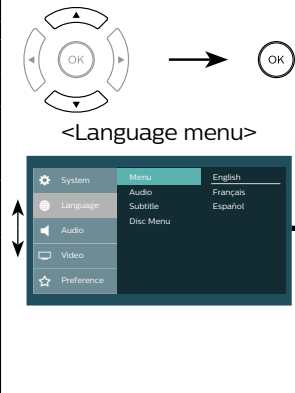 OK
OK
<Language menu>
System
Language
Audio
Video
Preference
Menu
Audio
Subtitle
Disc Menu
English
Français
Español